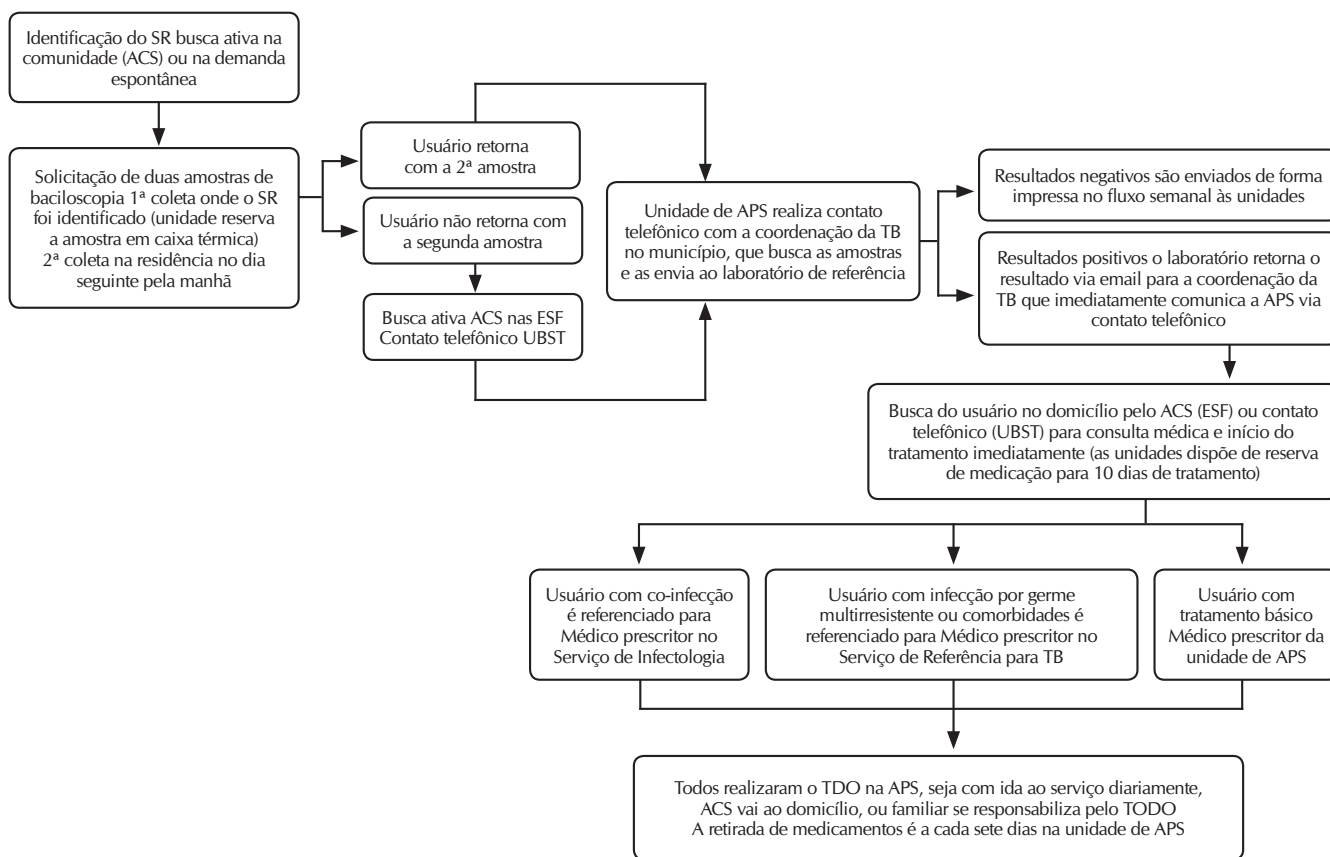 Identificação do SR busca ativa na
comunidade (ACS) ou na demanda
espontânea
Solicitação de duas amostras de
baciloscopia 1ª coleta onde o SR
foi identificado (unidade reserva
a amostra em caixa térmica)
2ª coleta na residência no dia
seguinte pela manhã
Usuário retorna
com a 2ª amostra
Usuário não retorna com
a segunda amostra
Busca ativa ACS nas ESF
Contato telefônico UBST
Unidade de APS realiza contato
telefônico com a coordenação da TB
no município, que busca as amostras
e as envia ao laboratório de referência
Resultados negativos são enviados de forma
impressa no fluxo semanal às unidades
Resultados positivos o laboratório retorna o
resultado via email para a coordenação da
TB que imediatamente comunica a APS via
contato telefônico
Busca do usuário no domicílio pelo ACS (ESF) ou contato
telefônico (UBST) para consulta médica e início do
tratamento imediatamente (as unidades dispõe de reserva
de medicação para 10 dias de tratamento)
Usuário com co-infecção
é referenciado para
Médico prescritor no
Serviço de Infectologia
Usuário com infecção por germe
multirresistente ou comorbidades é
referenciado para Médico prescritor no
Serviço de Referência para TB
Usuário com
tratamento básico
Médico prescritor da
unidade de APS
Todos realizaram o TDO na APS, seja com ida ao serviço diariamente,
ACS vai ao domicílio, ou familiar se responsabiliza pelo TODO
A retirada de medicamentos é a cada sete dias na unidade de APS